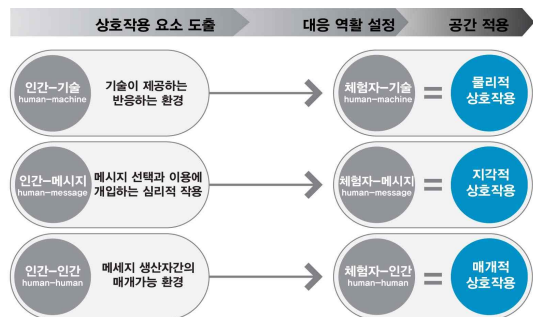 상호작용 요소 도출
대응 역할 설정
공간 적용
인간-기술
human-machine
기술이 제공하는
반응하는 환경
체험자-기술
human-machine
=
물리적
상호작용
인간-메시지
human-message
메시지 선택과 이용에
개입하는 심리적 작용
체험자-메시지
human-message
=
지각적
상호작용
인간-인간
human-human
메세지 생산자간의
매개가능 환경
체험자-인간
human-human
=
매개적
상호작용